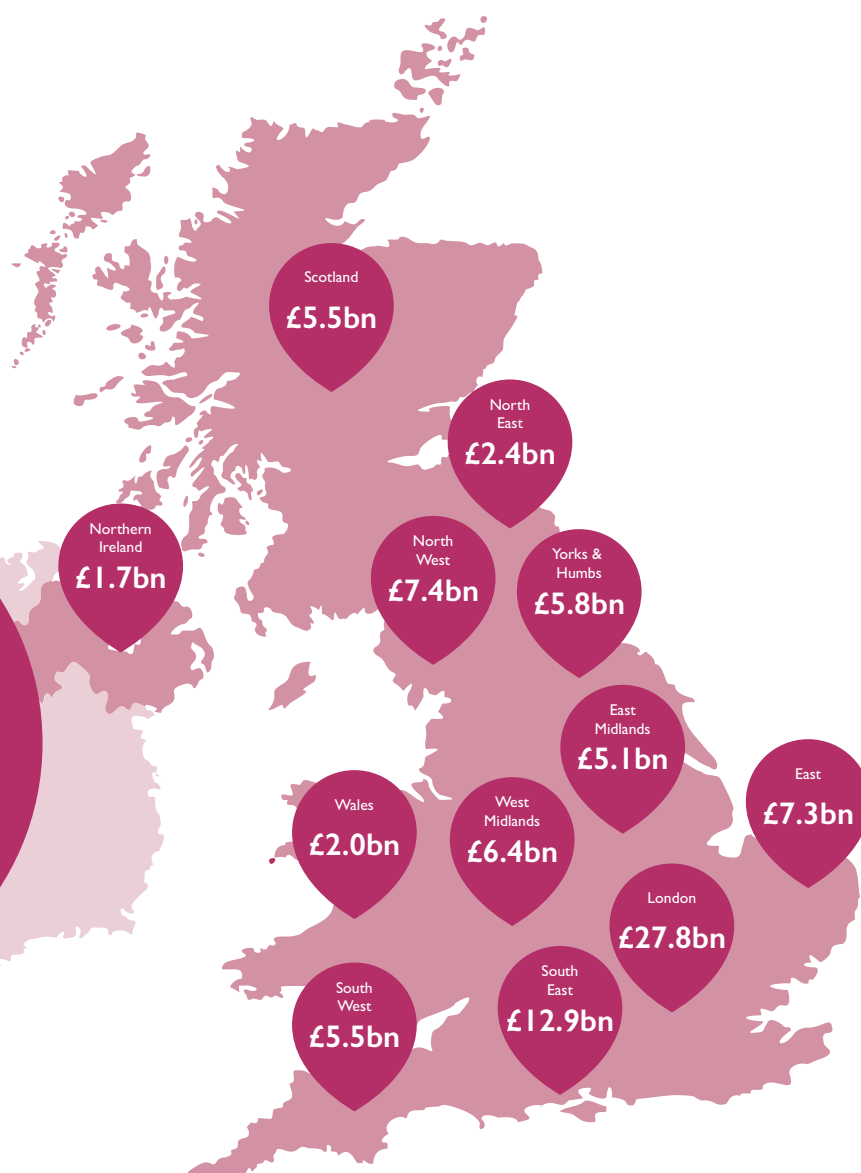 Scotland
£5.5bn
North
East
£2.4bn
Northern
Ireland
£1.7bn
North
West
£7.4bn
Yorks &
Humbs
£5.8bn
East
Midlands
£5.1bn
East
£7.3bn
Wales
£2.0bn
West
Midlands
£6.4bn
London
£27.8bn
South
West
£5.5bn
South
East
£12.9bn